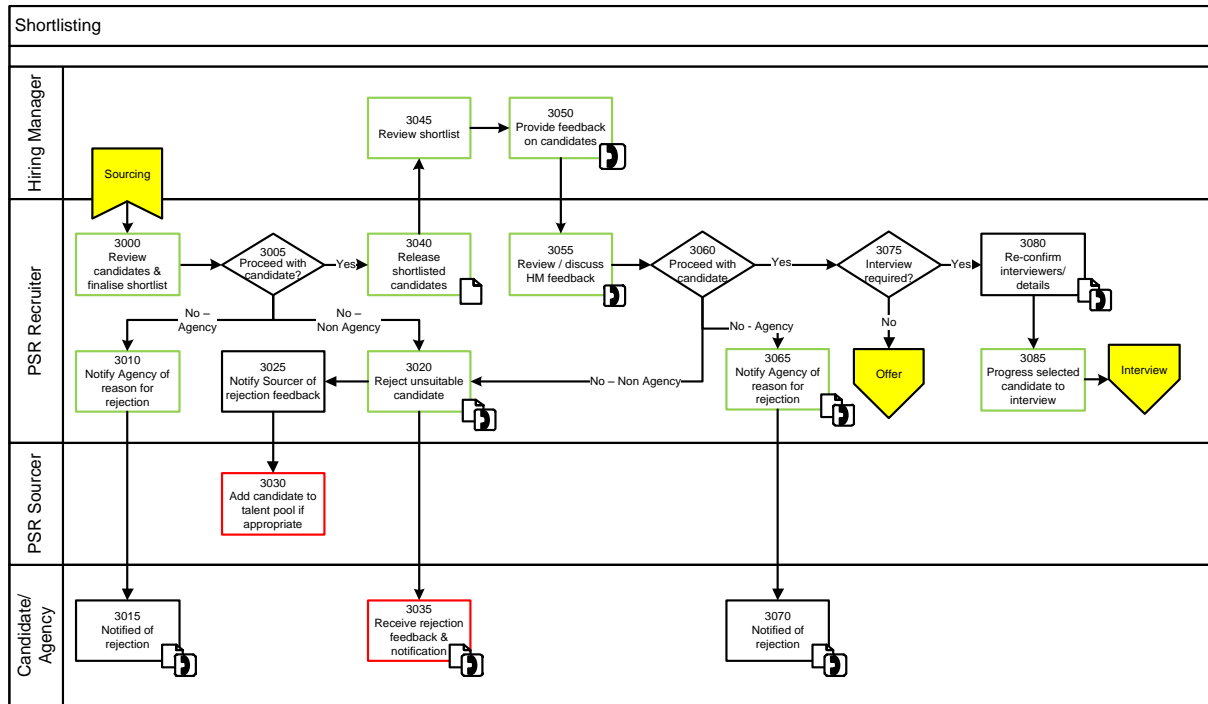 Shortlisting
Hiring Manager
3045
Review shortlist
3050
Provide feedback
on candidates
Sourcing
PSR Recruiter
3000
Review
candidates &
finalise shortlist
3005
Proceed with
candidate?
Yes
3040
Release
shortlisted
candidates
3055
Review / discuss
HM feedback
3060
Proceed with
candidate
Yes
3075
Interview
required?
Yes
3080
Re-confirm
interviewers/
details
No –
Agency
No –
Non Agency
No - Agency
No
3010
Notify Agency of
reason for
rejection
3025
Notify Sourcer of
rejection feedback
3020
Reject unsuitable
candidate
No – Non Agency
3065
Notify Agency of
reason for
rejection
Offer
3085
Progress selected
candidate to
interview
Interview
PSR Sourcer
3030
Add candidate to
talent pool if
appropriate
Candidate/
Agency
3015
Notified of
rejection
3035
Receive rejection
feedback &
notification
3070
Notified of
rejection